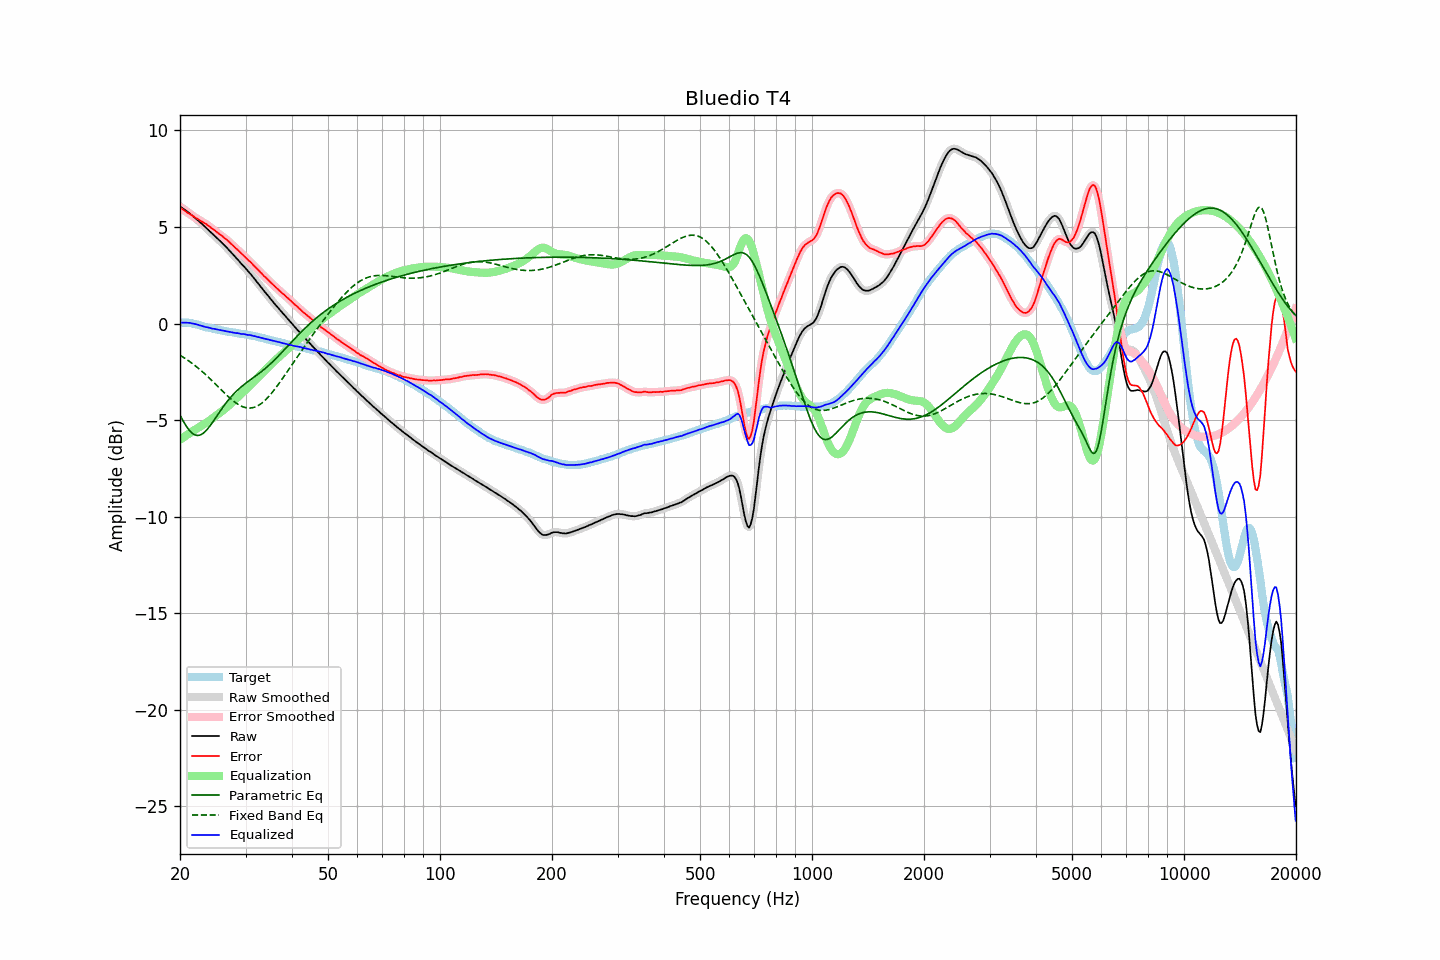 Bluedio T4
10
5
0
−5
−10
−15
−20
−25
Amplitude (dBr)
Target
Raw Smoothed
Error Smoothed
Raw
Error
Equalization
Parametric Eq
Fixed Band Eq
Equalized
20 50 100 200 500 1000 2000 5000 10000 20000
Frequency (Hz)